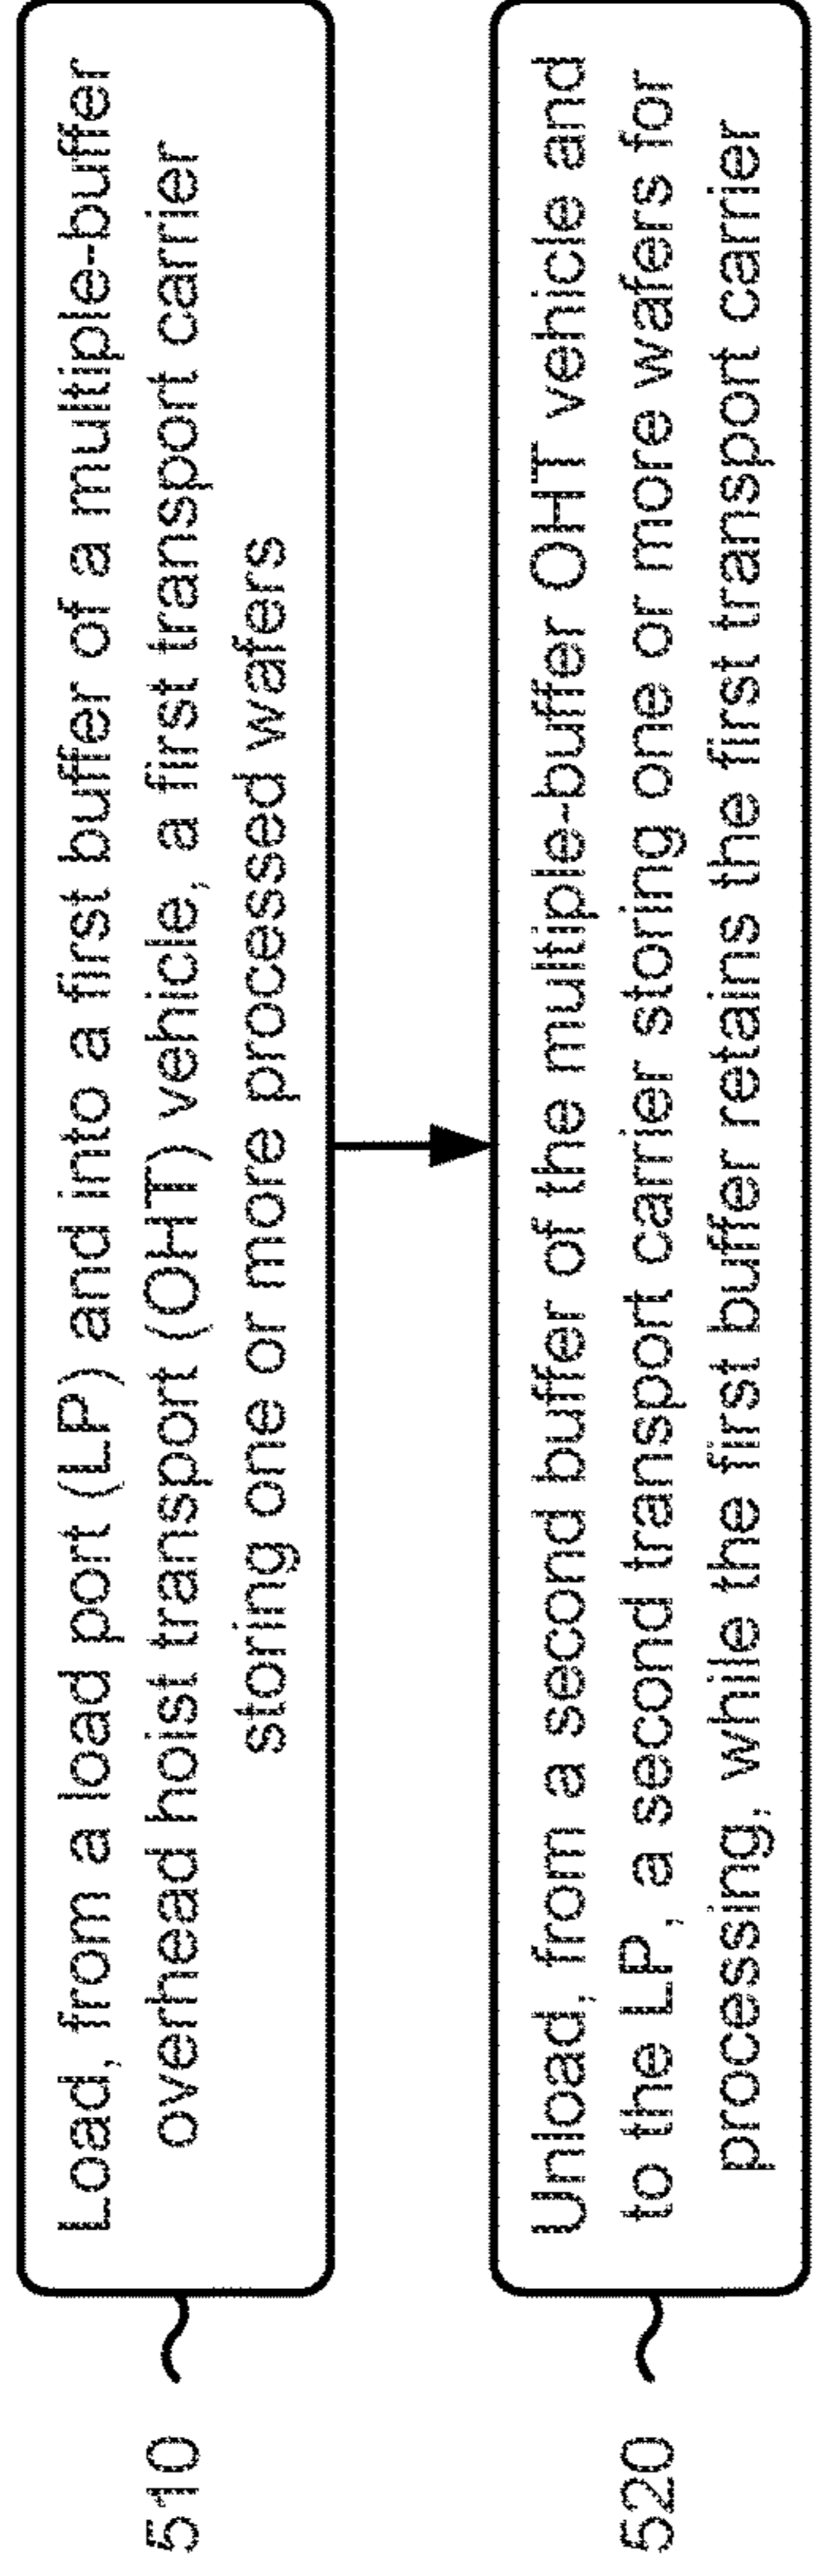 510
Load, from a load port (LP) and into a first buffer of a multiple-buffer
overhead hoist transport (OHT) vehicle, a first transport carrier
storing one or more processed wafers
520
Unload, from a second buffer of the multiple-buffer OHT vehicle and
to the LP, a second transport carrier storing one or more wafers for
processing, while the first buffer retains the first transport carrier